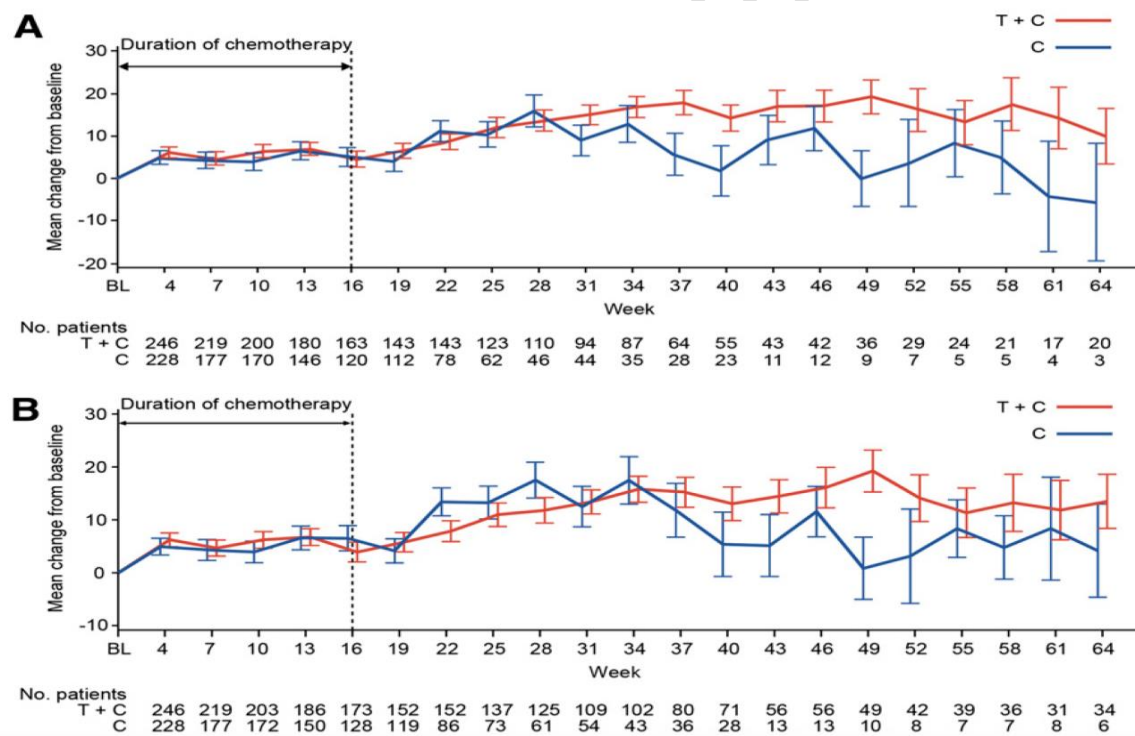 A
T + C
C
Duration of chemotherapy
Mean change from baseline
30
20
10
0
-10
-20
BL 4 7 10 13 16 19 22 25 28 31 34 37 40 43 46 49 52 55 58 61 64
Week
No. patients
T + C 246 219 200 180 163 143 143 123 110 94 87 64 55 43 42 36 29 24 21 17 20
C 228 177 170 146 120 112 78 62 46 44 35 28 23 11 12 9 7 5 5 4 3
B
T + C
C
Duration of chemotherapy
Mean change from baseline
30
20
10
0
-10
BL 4 7 10 13 16 19 22 25 28 31 34 37 40 43 46 49 52 55 58 61 64
Week
No. patients
T + C 246 219 203 186 173 152 152 137 125 109 102 80 71 56 56 49 42 39 36 31 34
C 228 177 172 150 128 119 86 73 61 54 43 36 28 13 13 10 8 7 7 8 6